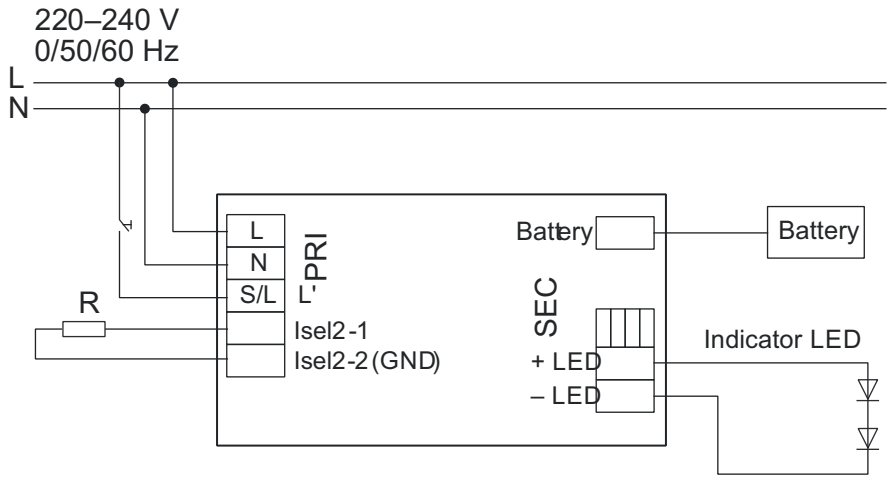 220–240 V
0/50/60 Hz
L
N
L
N
S/L
L'
PRI
R
Isel2-1
Isel2-2 (GND)
Battery
Battery
SEC
+ LED
– LED
Indicator LED